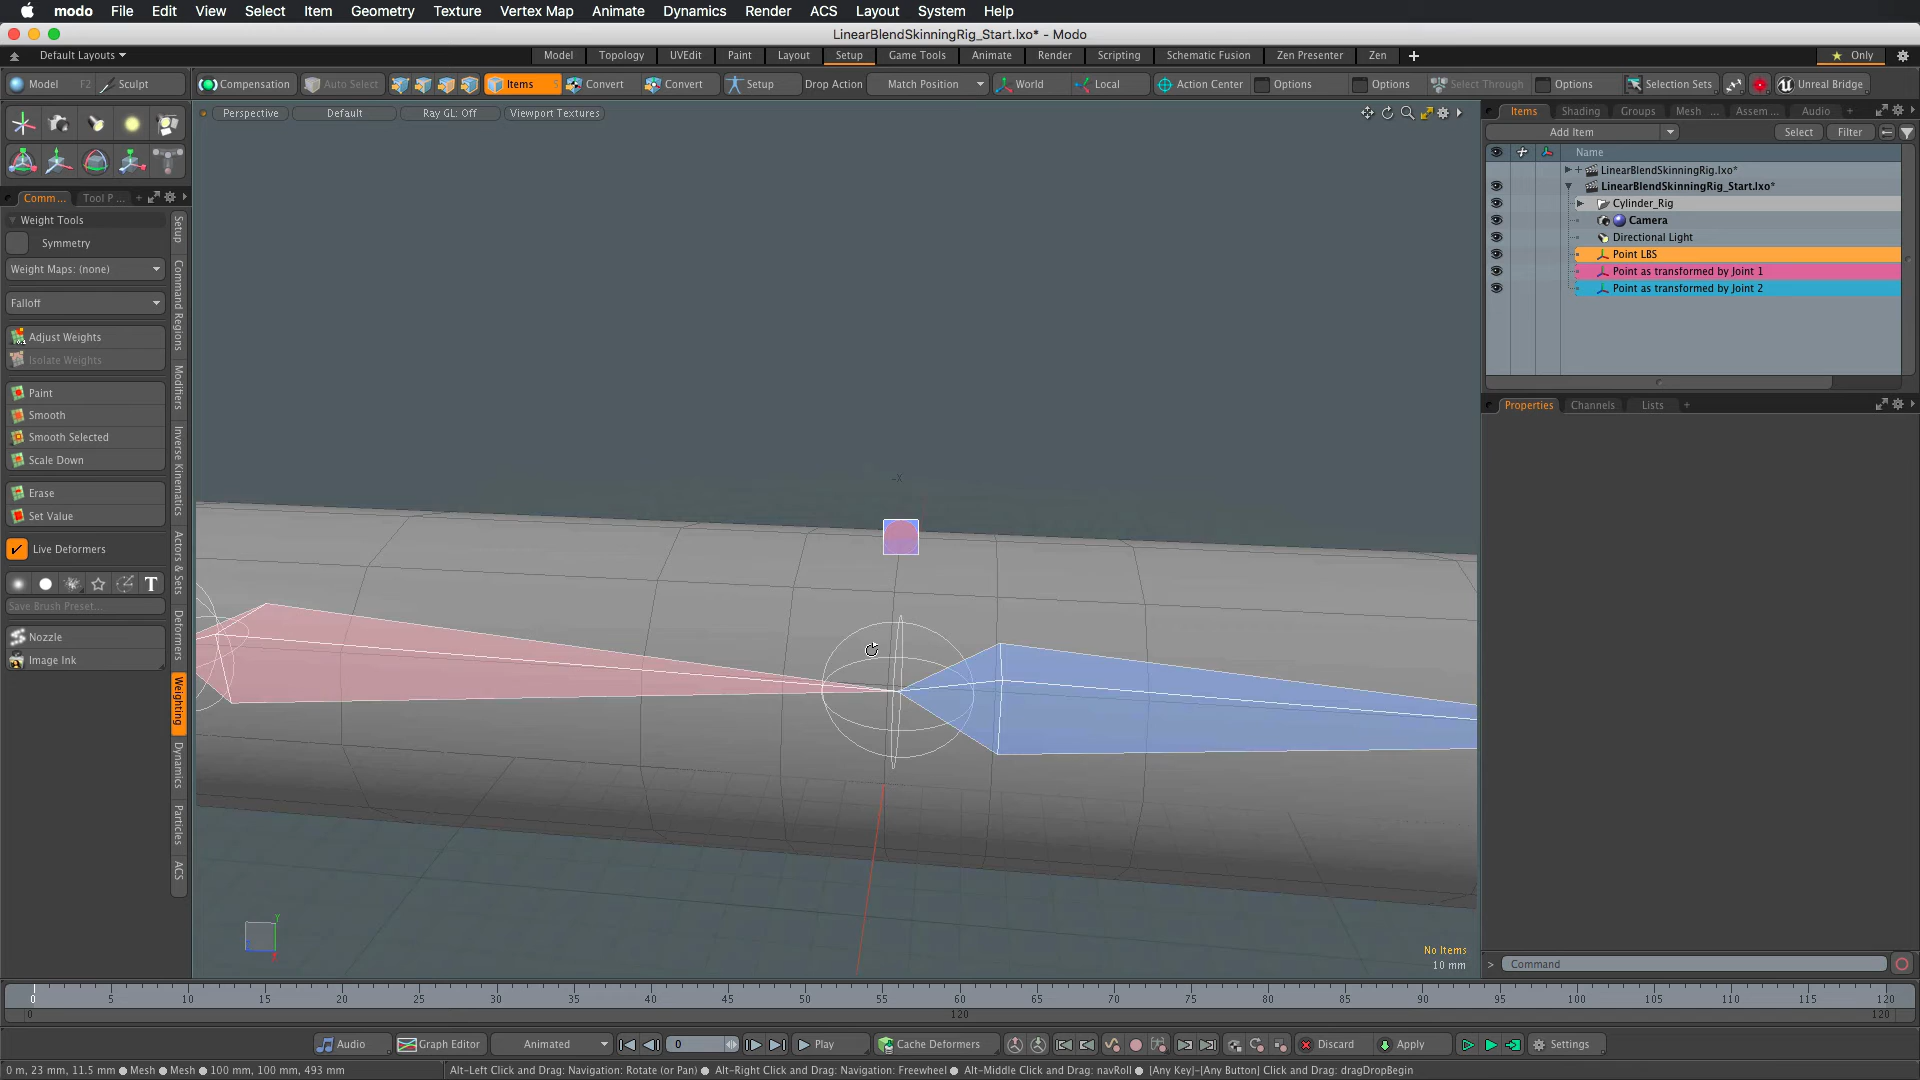 modo File Edit View Select Item Geometry Texture Vertex Map Animate Dynamics Render ACS Layout System Help
LinearBlendSkinningRig_Start.lxo* - Modo
Default Layouts Model Topology UVEdit Paint Layout Setup Game Tools Animate Render Scripting Schematic Fusion Zen Presenter Zen + Only
Model F2 Sculpt Compensation Auto Select Items 5 Convert Convert Setup Drop Action Match Position World Local Action Center Options Options Select Through Options Selection Sets Unreal Bridge
Perspective Default Ray GL: Off Viewport Textures
Items Shading Groups Mesh ... Assem ... Audio +
Add Item Select Filter
Name
LinearBlendSkinningRig.lxo*
LinearBlendSkinningRig_Start.lxo*
Cylinder_Rig
Camera
Directional Light
Point LBS
Point as transformed by Joint 1
Point as transformed by Joint 2
Properties Channels Lists +
Comm... Tool P ... +
Weight Tools
Symmetry
Weight Maps: (none)
Falloff
Adjust Weights
Isolate Weights
Paint
Smooth
Smooth Selected
Scale Down
Erase
Set Value
Live Deformers
T
Save Brush Preset...
Nozzle
Image Ink
Setup
Command Regions
Modifiers
Inverse Kinematics
Actors & Sets
Deformers
Weighting
Dynamics
Particles
ACS
-X
Y
No Items
10 mm
> Command
0 5 10 15 20 25 30 35 40 45 50 55 60 65 70 75 80 85 90 95 100 105 110 115 120
0 120 120
Audio Graph Editor Animated 0 Play Cache Deformers Discard Apply Settings
0 m, 23 mm, 11.5 mm ● Mesh ● Mesh ● 100 mm, 100 mm, 493 mm Alt-Left Click and Drag: Navigation: Rotate (or Pan) ● Alt-Right Click and Drag: Navigation: Freewheel ● Alt-Middle Click and Drag: navRoll ● [Any Key]-[Any Button] Click and Drag: dragDropBegin